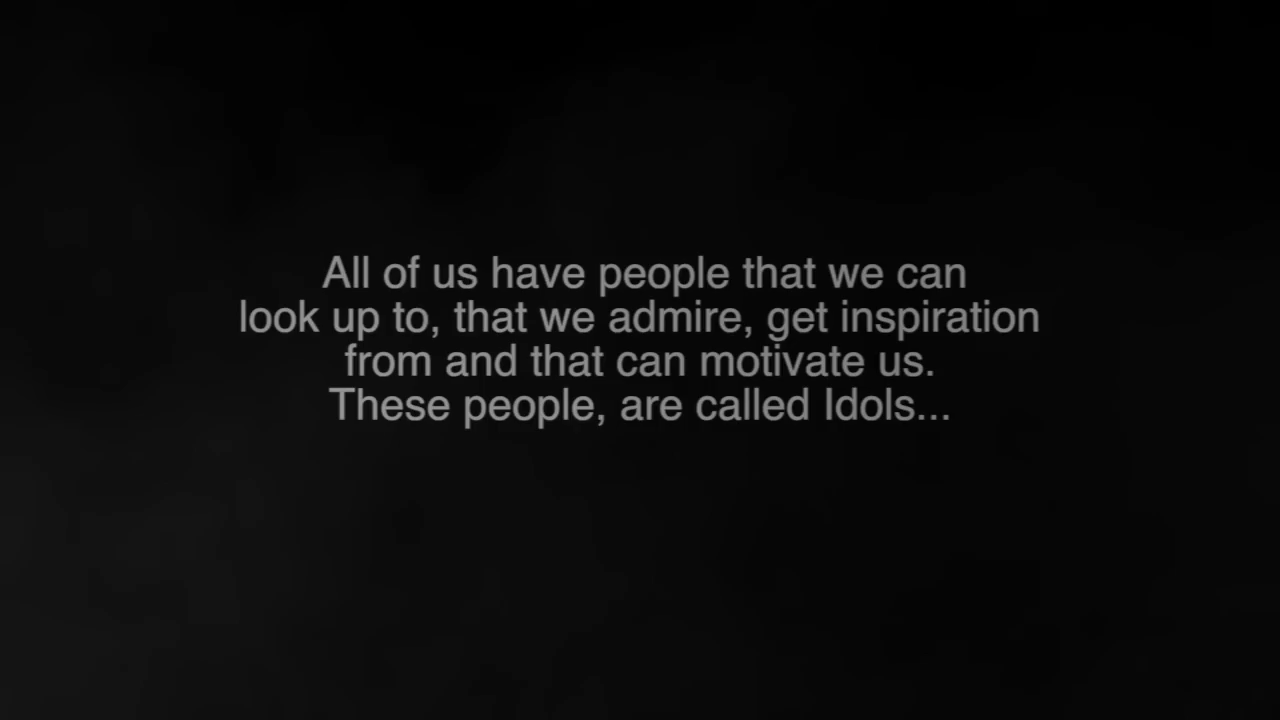 All of us have people that we can
look up to, that we admire, get inspiration
from and that can motivate us.
These people, are called Idols...